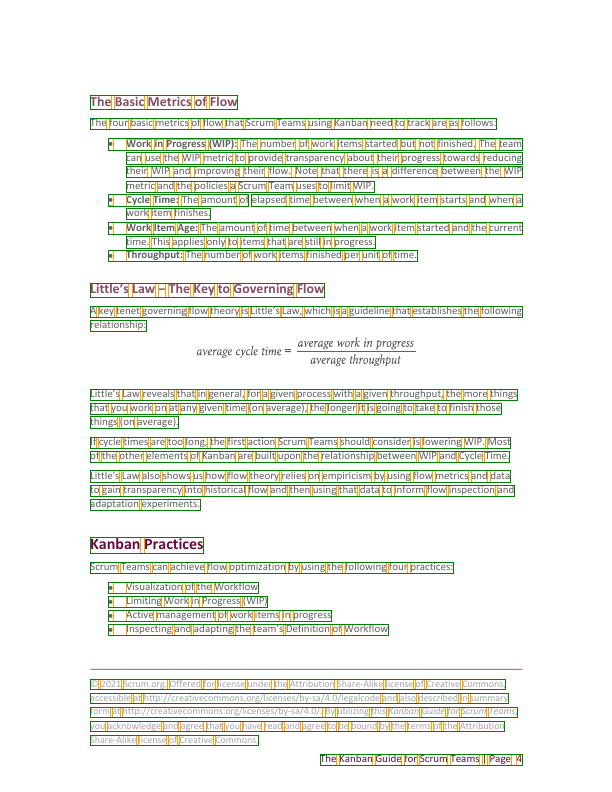 The Basic Metrics of Flow
The four basic metrics of flow that Scrum Teams using Kanban need to track are as follows:
• Work in Progress (WIP): The number of work items started but not finished. The team
can use the WIP metric to provide transparency about their progress towards reducing
their WIP and improving their flow. Note that there is a difference between the WIP
metric and the policies a Scrum Team uses to limit WIP.
• Cycle Time: The amount of elapsed time between when a work item starts and when a
work item finishes.
• Work Item Age: The amount of time between when a work item started and the current
time. This applies only to items that are still in progress.
• Throughput: The number of work items finished per unit of time.
Little's Law – The Key to Governing Flow
A key tenet governing flow theory is Little's Law, which is a guideline that establishes the following
relationship:
average cycle time = average work in progress
average throughput
Little's Law reveals that in general, for a given process with a given throughput, the more things
that you work on at any given time (on average), the longer it is going to take to finish those
things (on average).
If cycle times are too long, the first action Scrum Teams should consider is lowering WIP. Most
of the other elements of Kanban are built upon the relationship between WIP and Cycle Time.
Little's Law also shows us how flow theory relies on empiricism by using flow metrics and data
to gain transparency into historical flow and then using that data to inform flow inspection and
adaptation experiments.
Kanban Practices
Scrum Teams can achieve flow optimization by using the following four practices:
• Visualization of the Workflow
• Limiting Work in Progress (WIP)
• Active management of work items in progress
• Inspecting and adapting the team's Definition of Workflow
© 2021 Scrum.org. Offered for license under the Attribution Share-Alike license of Creative Commons,
accessible at http://creativecommons.org/licenses/by-sa/4.0/legalcode and also described in summary
form at http://creativecommons.org/licenses/by-sa/4.0/. By utilizing this Kanban Guide for Scrum Teams,
you acknowledge and agree that you have read and agree to be bound by the terms of the Attribution
Share-Alike license of Creative Commons.
The Kanban Guide for Scrum Teams | Page 4